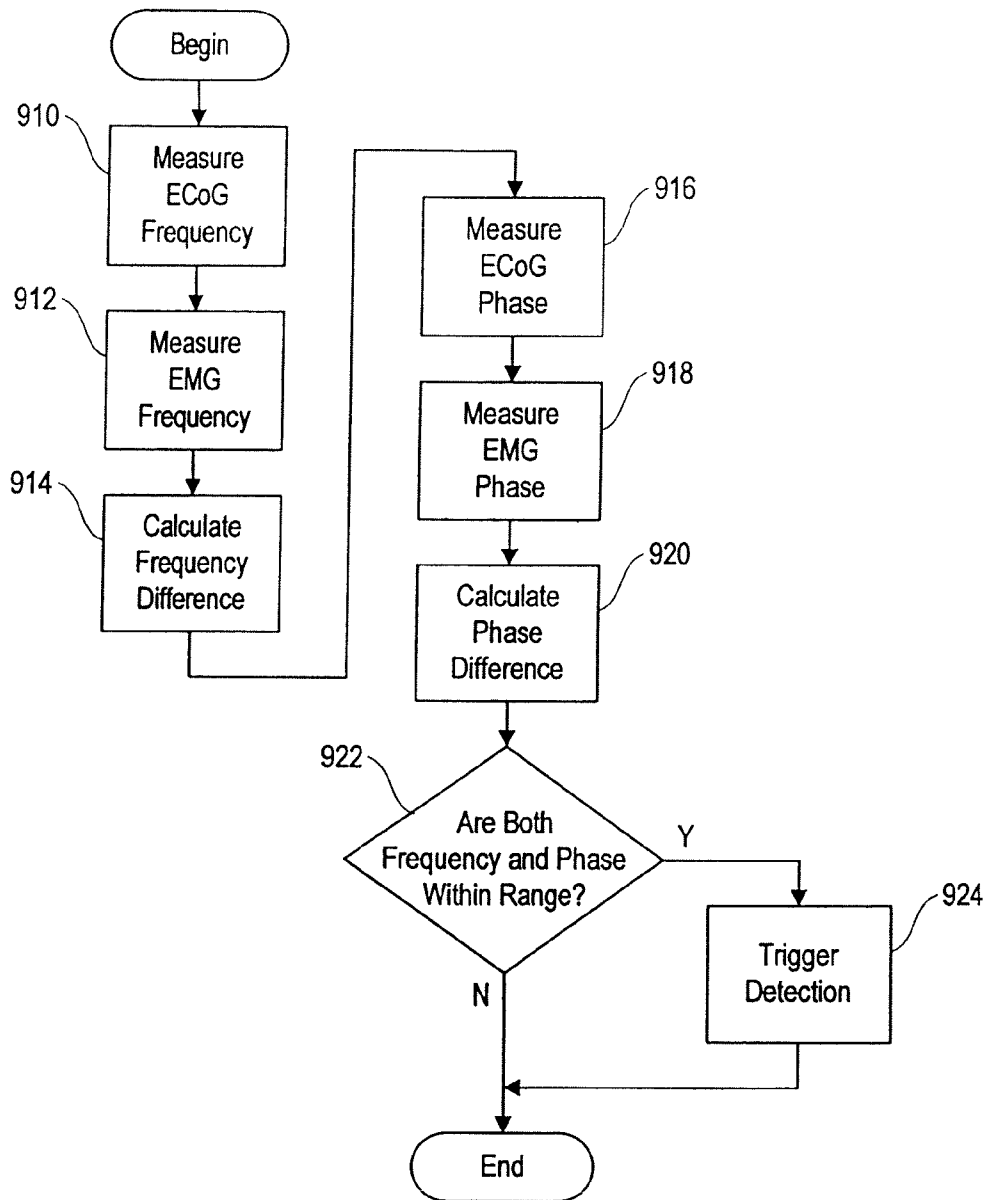 Begin
910
Measure
ECoG
Frequency
912
Measure
EMG
Frequency
914
Calculate
Frequency
Difference
916
Measure
ECoG
Phase
918
Measure
EMG
Phase
920
Calculate
Phase
Difference
922
Are Both
Frequency and Phase
Within Range?
Y
N
924
Trigger
Detection
End